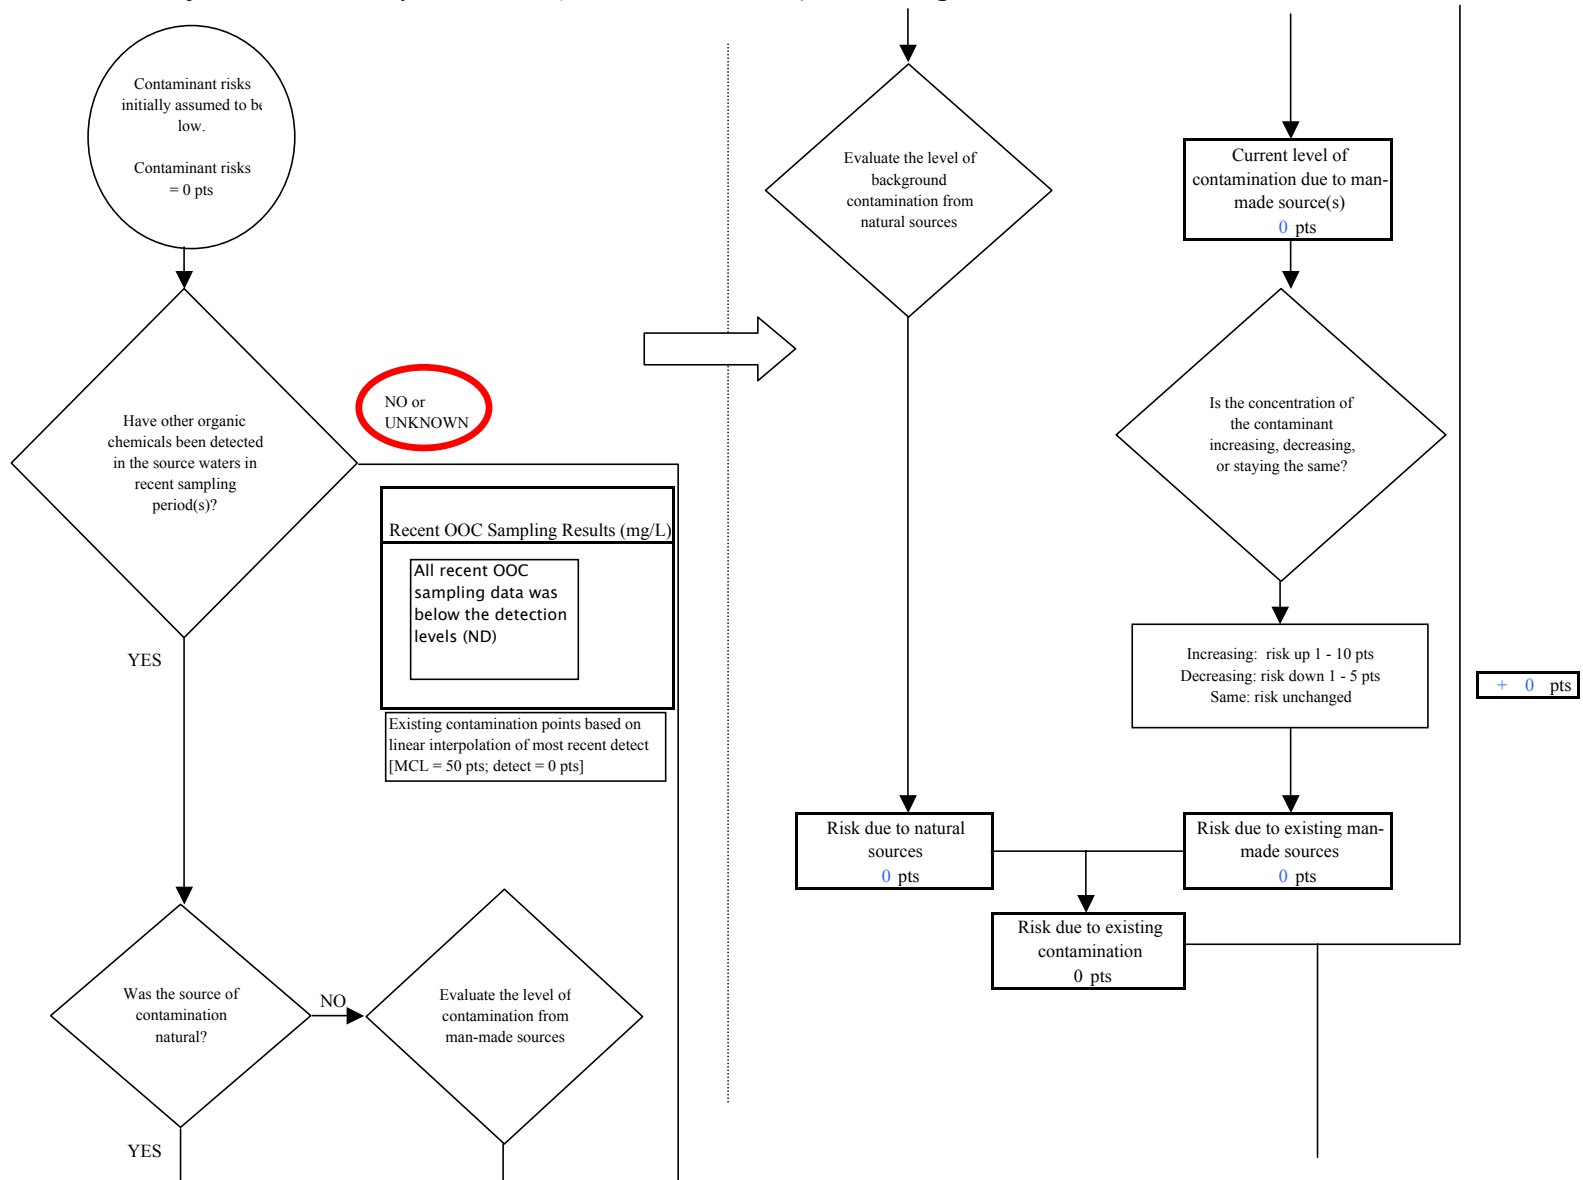 Contaminant risks
initially assumed to be
low.
Contaminant risks
= 0 pts
Have other organic
chemicals been detected
in the source waters in
recent sampling
period(s)?
NO or
UNKNOWN
Recent OOC Sampling Results (mg/L)
All recent OOC
sampling data was
below the detection
levels (ND)
Existing contamination points based on
linear interpolation of most recent detect
[MCL = 50 pts; detect = 0 pts]
YES
Was the source of
contamination
natural?
NO
Evaluate the level of
contamination from
man-made sources
YES
Evaluate the level of
background
contamination from
natural sources
Current level of
contamination due to man-
made source(s)
0 pts
Is the concentration of
the contaminant
increasing, decreasing,
or staying the same?
Increasing: risk up 1 - 10 pts
Decreasing: risk down 1 - 5 pts
Same: risk unchanged
+ 0 pts
Risk due to natural
sources
0 pts
Risk due to existing man-
made sources
0 pts
Risk due to existing
contamination
0 pts